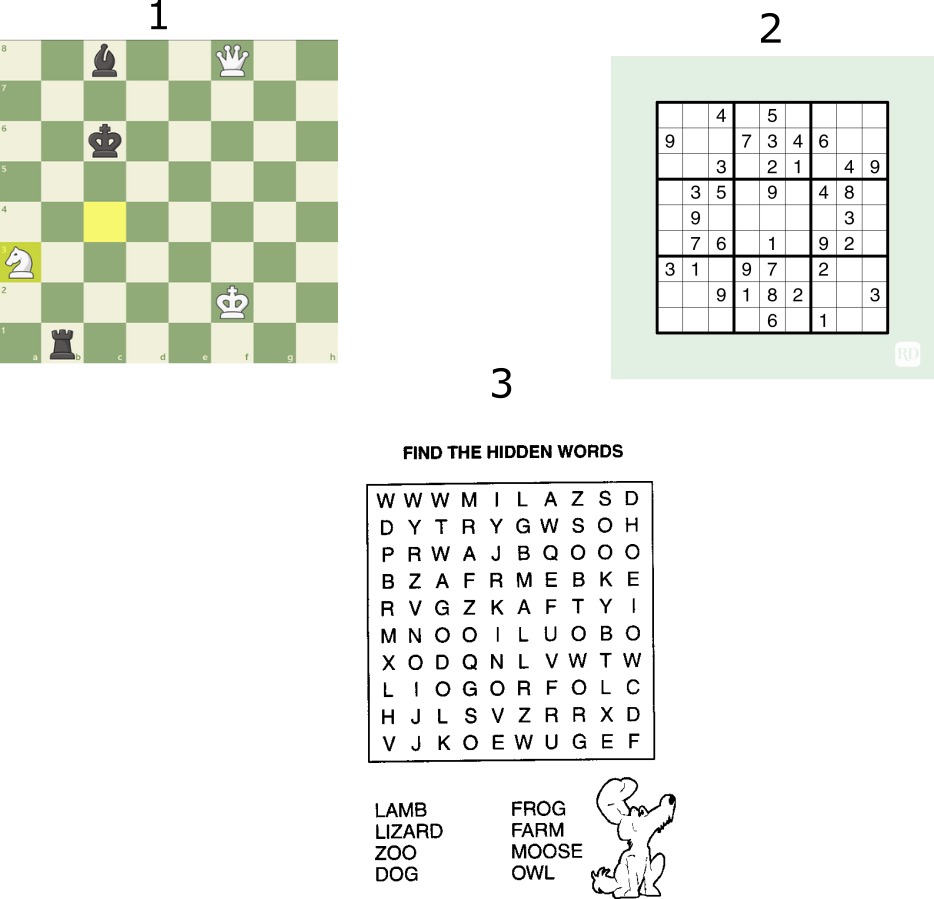 1
2
8
7
6
5
4
3
2
1
a b c d e f g h
4 5
9 7 3 4 6
3 2 1 4 9
3 5 9 4 8
9 3
7 6 1 9 2
3 1 9 7 2
9 1 8 2 3
6 1
RD
3
FIND THE HIDDEN WORDS
W W W M I L A Z S D
D Y T R Y G W S O H
P R W A J B Q O O O
B Z A F R M E B K E
R V G Z K A F T Y I
M N O O I L U O B O
X O D Q N L V W T W
L I O G O R F O L C
H J L S V Z R R X D
V J K O E W U G E F
LAMB FROG
LIZARD FARM
ZOO MOOSE
DOG OWL